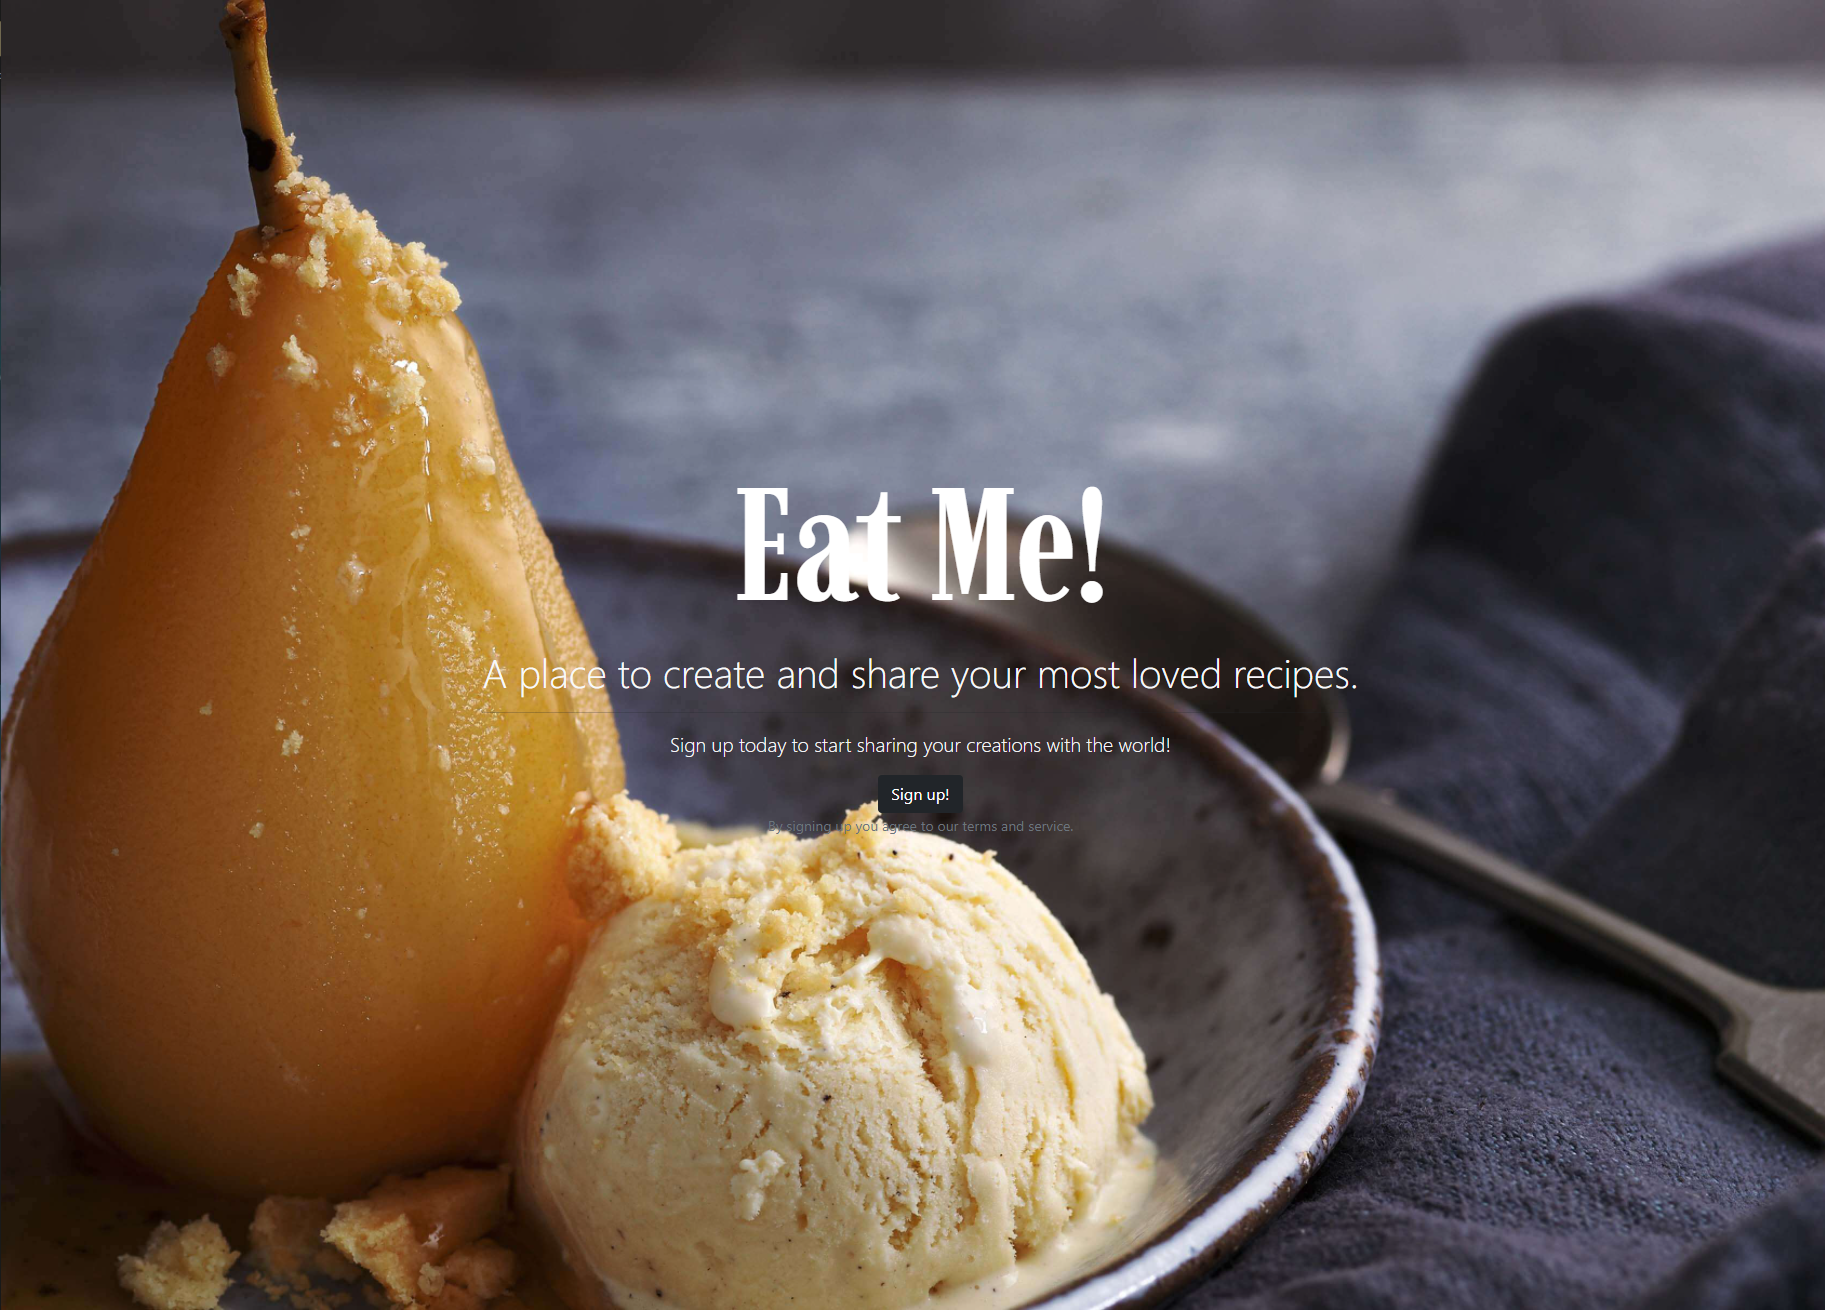 Eat Me!
A place to create and share your most loved recipes.
Sign up today to start sharing your creations with the world!
Sign up!
By signing up you agree to our terms and service.